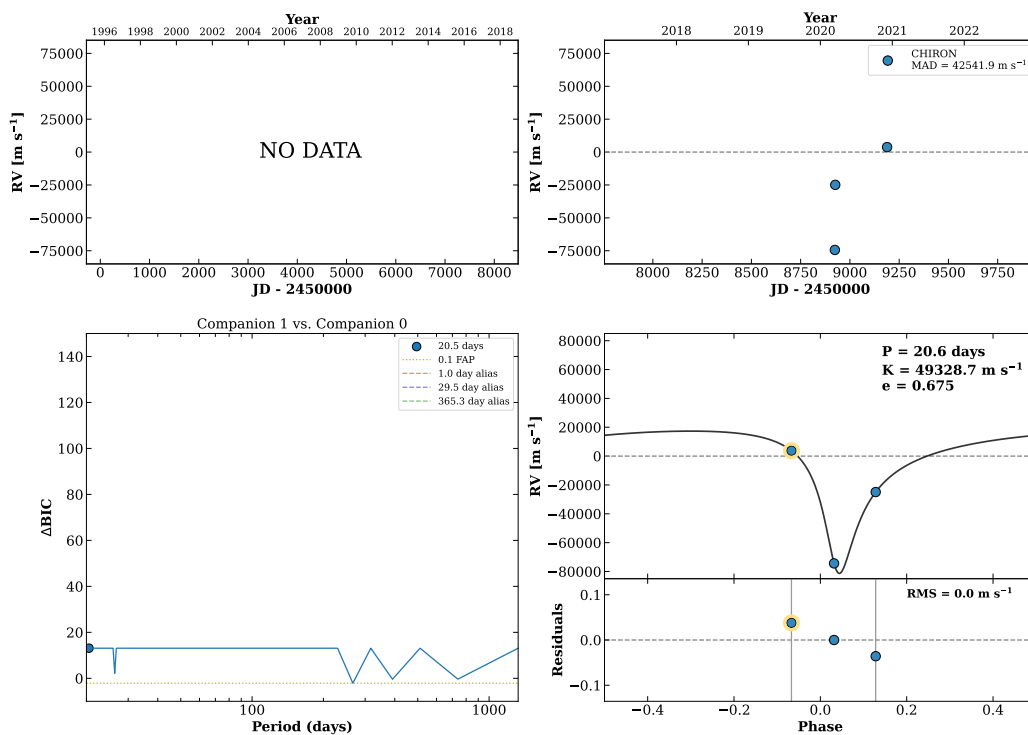 Year
1996 1998 2000 2002 2004 2006 2008 2010 2012 2014 2016 2018
75000
50000
25000
0
−25000
−50000
−75000
RV [m s⁻¹]
NO DATA
0 1000 2000 3000 4000 5000 6000 7000 8000
JD - 2450000
Year
2018 2019 2020 2021 2022
75000
50000
25000
0
−25000
−50000
−75000
RV [m s⁻¹]
CHIRON
MAD = 42541.9 m s⁻¹
8000 8250 8500 8750 9000 9250 9500 9750
JD - 2450000
Companion 1 vs. Companion 0
140
120
100
80
60
40
20
0
ΔBIC
20.5 days
0.1 FAP
1.0 day alias
29.5 day alias
365.3 day alias
100 1000
Period (days)
80000
60000
40000
20000
0
−20000
−40000
−60000
−80000
RV [m s⁻¹]
P = 20.6 days
K = 49328.7 m s⁻¹
e = 0.675
0.1
0.0
−0.1
Residuals
RMS = 0.0 m s⁻¹
−0.4 −0.2 0.0 0.2 0.4
Phase